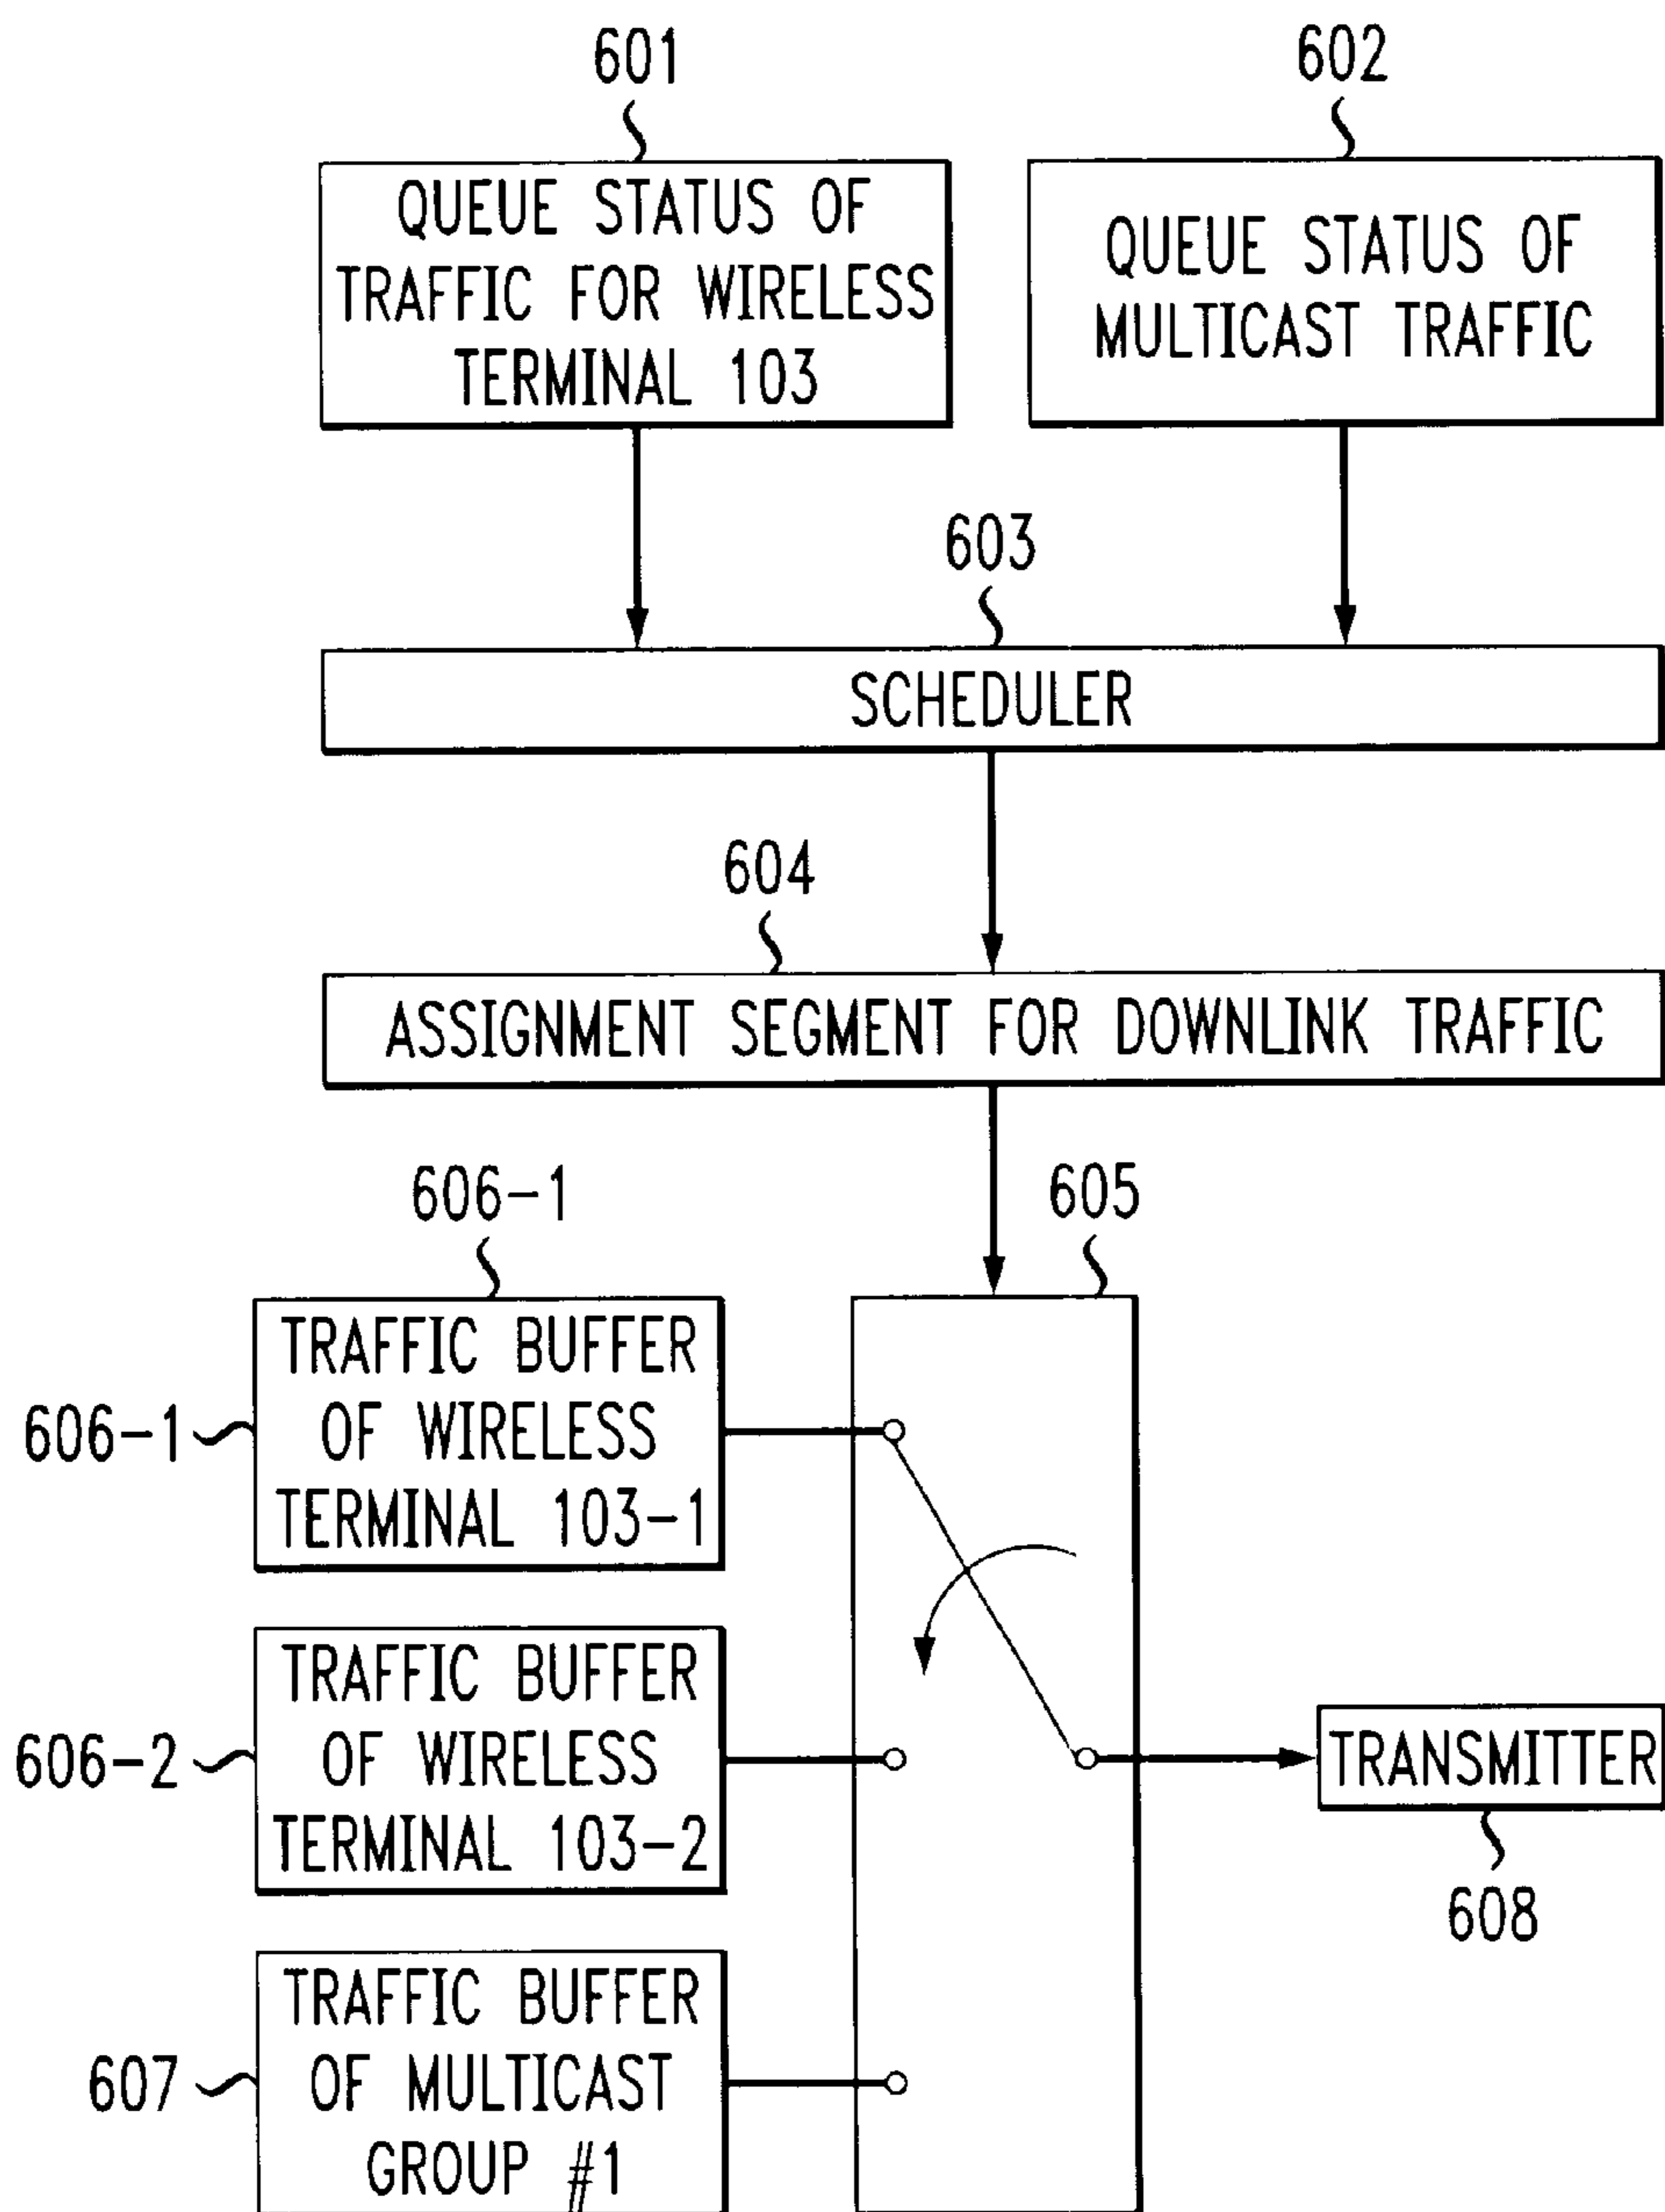 601
602
QUEUE STATUS OF
TRAFFIC FOR WIRELESS
TERMINAL 103
QUEUE STATUS OF
MULTICAST TRAFFIC
603
SCHEDULER
604
ASSIGNMENT SEGMENT FOR DOWNLINK TRAFFIC
606-1
605
606-1
TRAFFIC BUFFER
OF WIRELESS
TERMINAL 103-1
606-2
TRAFFIC BUFFER
OF WIRELESS
TERMINAL 103-2
TRANSMITTER
608
607
TRAFFIC BUFFER
OF MULTICAST
GROUP #1